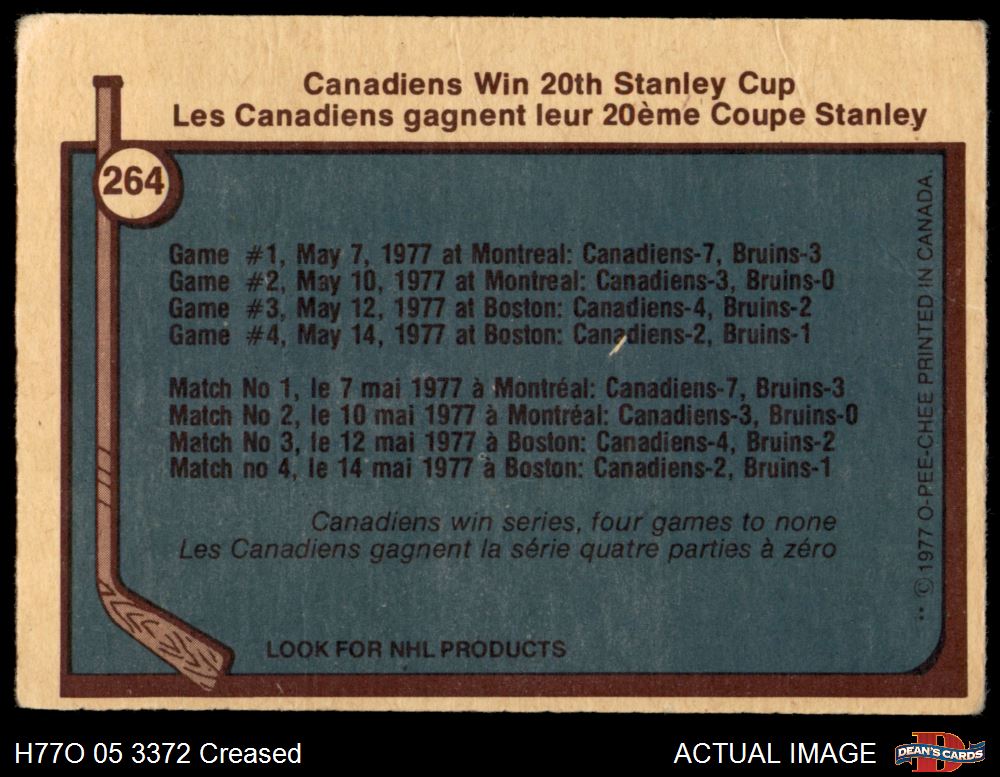 Canadiens Win 20th Stanley Cup
Les Canadiens gagnent leur 20ème Coupe Stanley
264
Game #1, May 7, 1977 at Montreal: Canadiens-7, Bruins-3
Game #2, May 10, 1977 at Montreal: Canadiens-3, Bruins-0
Game #3, May 12, 1977 at Boston: Canadiens-4, Bruins-2
Game #4, May 14, 1977 at Boston: Canadiens-2, Bruins-1
Match No 1, le 7 mai 1977 à Montréal: Canadiens-7, Bruins-3
Match No 2, le 10 mai 1977 à Montréal: Canadiens-3, Bruins-0
Match No 3, le 12 mai 1977 à Boston: Canadiens-4, Bruins-2
Match no 4, le 14 mai 1977 à Boston: Canadiens-2, Bruins-1
Canadiens win series, four games to none
Les Canadiens gagnent la série quatre parties à zéro
LOOK FOR NHL PRODUCTS
** © 1977 O-PEE-CHEE PRINTED IN CANADA.
H77O 05 3372 Creased
ACTUAL IMAGE
D
DEAN'S CARDS